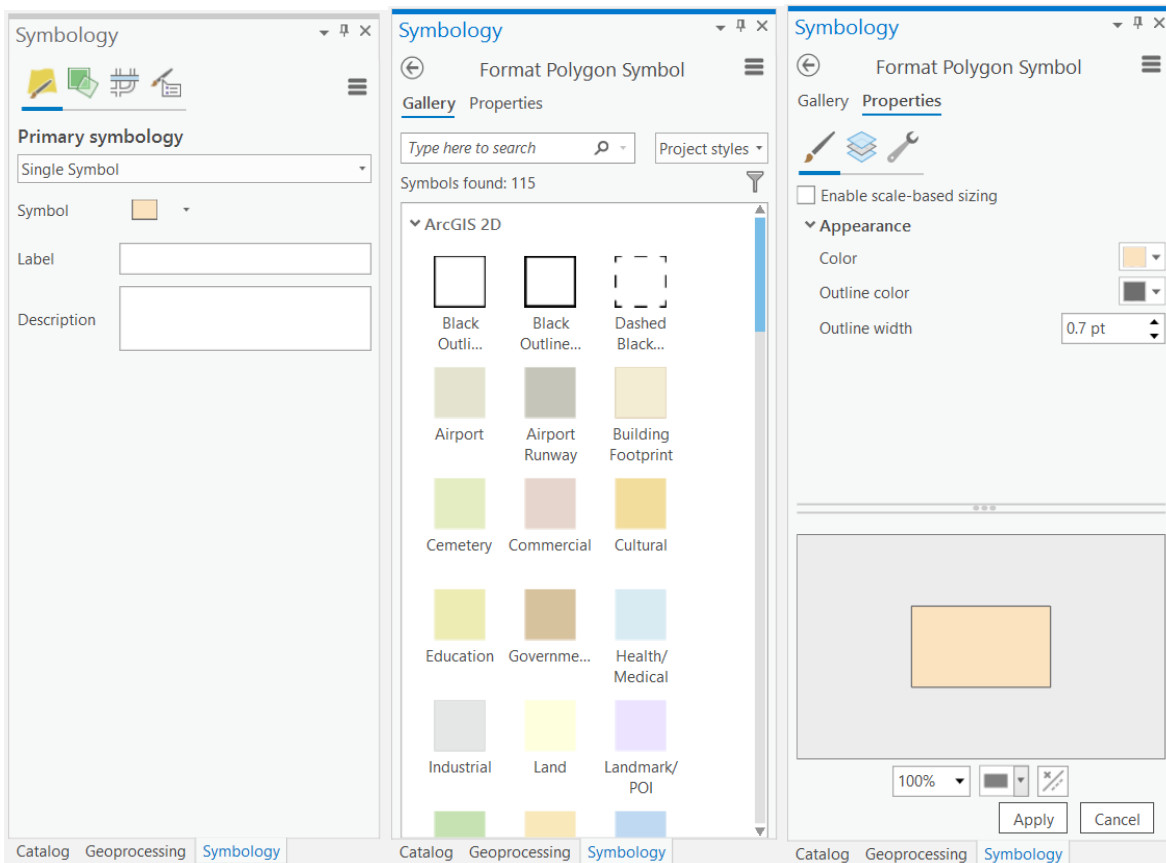 Symbology
Primary symbology
Single Symbol
Symbol
Label
Description
Catalog Geoprocessing Symbology
Symbology
Format Polygon Symbol
Gallery Properties
Type here to search Project styles
Symbols found: 115
ArcGIS 2D
Black Black Dashed
Outli... Outline... Black...
Airport Airport Building
Runway Footprint
Cemetery Commercial Cultural
Education Governme... Health/
Medical
Industrial Land Landmark/
POI
Catalog Geoprocessing Symbology
Symbology
Format Polygon Symbol
Gallery Properties
Enable scale-based sizing
Appearance
Color
Outline color
Outline width 0.7 pt
100%
Apply Cancel
Catalog Geoprocessing Symbology